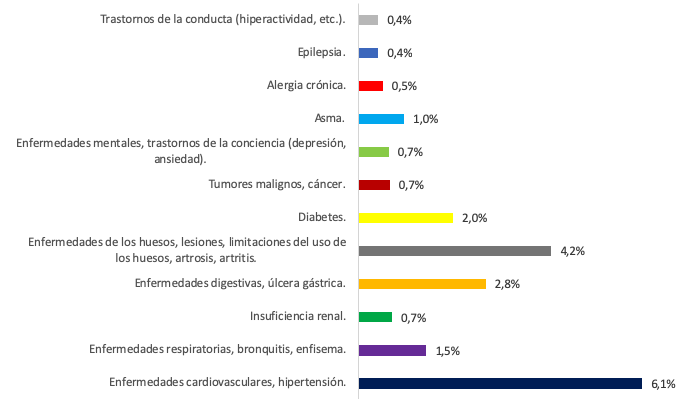 Trastornos de la conducta (hiperactividad, etc.).
0,4%
Epilepsia.
0,4%
Alergia crónica.
0,5%
Asma.
1,0%
Enfermedades mentales, trastornos de la conciencia (depresión,
ansiedad).
0,7%
Tumores malignos, cáncer.
0,7%
Diabetes.
2,0%
Enfermedades de los huesos, lesiones, limitaciones del uso de
los huesos, artrosis, artritis.
4,2%
Enfermedades digestivas, úlcera gástrica.
2,8%
Insuficiencia renal.
0,7%
Enfermedades respiratorias, bronquitis, enfisema.
1,5%
Enfermedades cardiovasculares, hipertensión.
6,1%